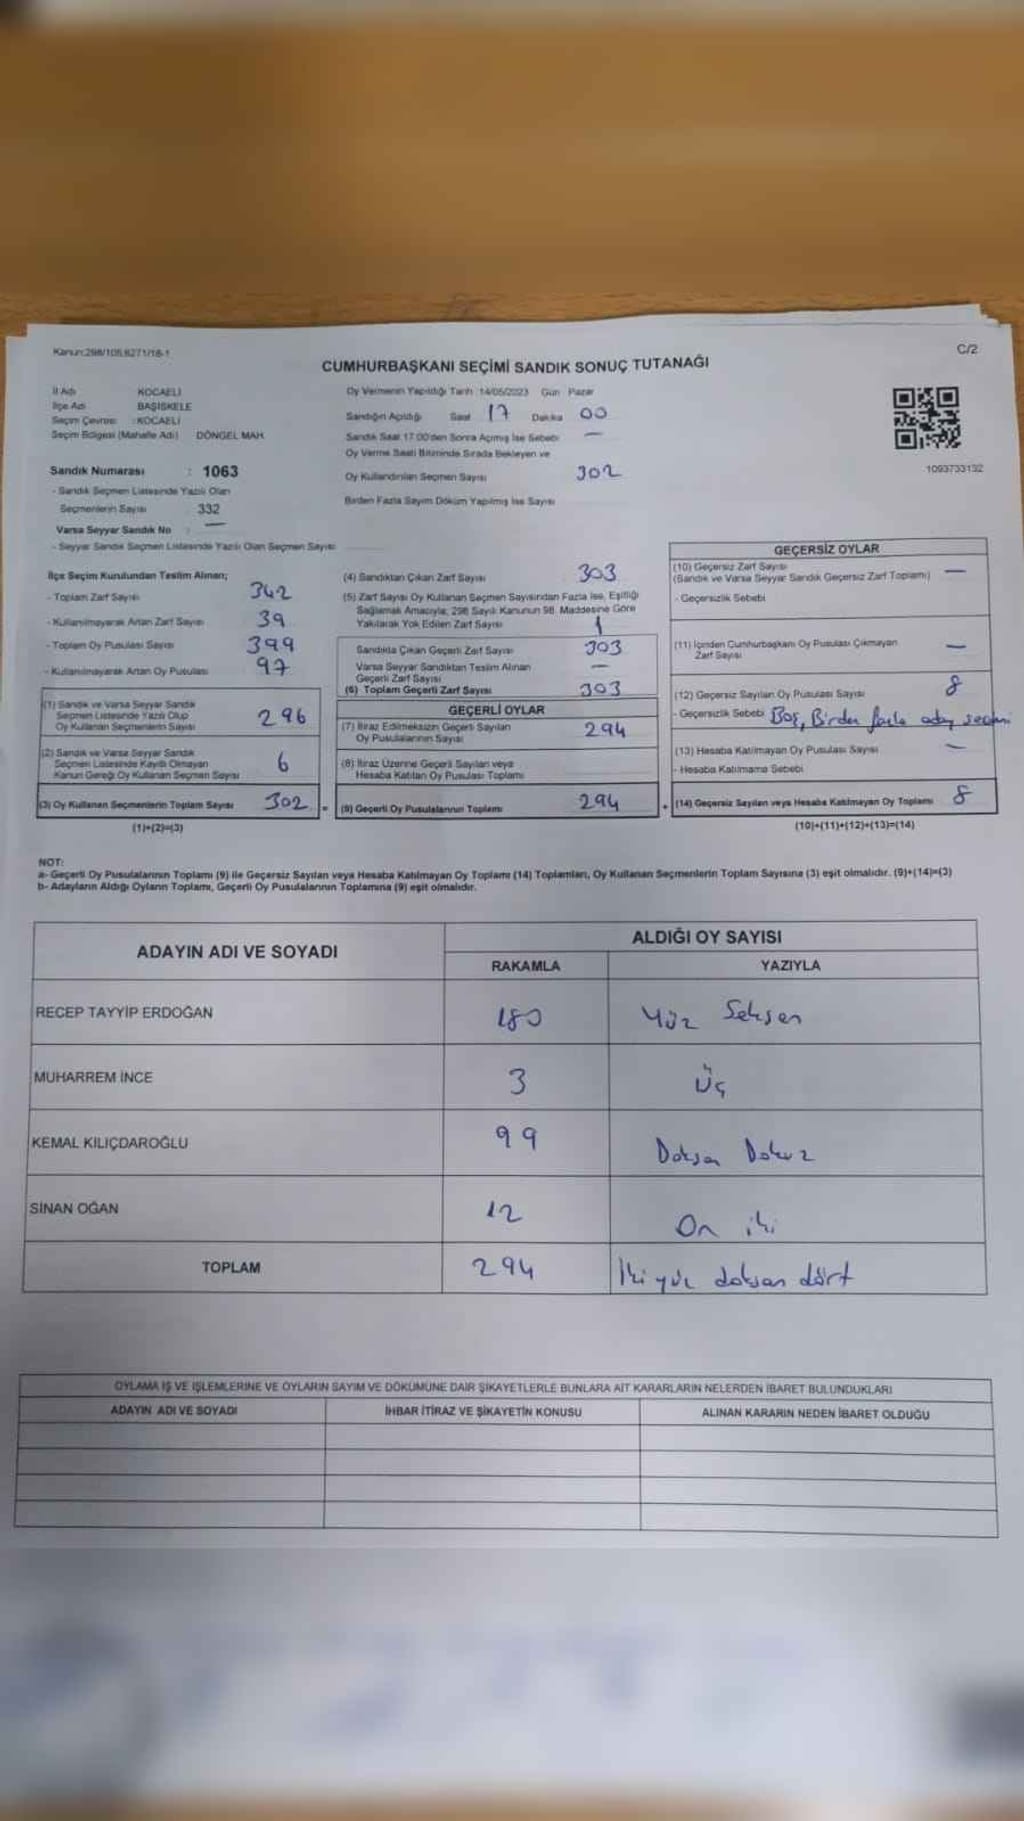 Kanun:298/105,6271/18-1
C/2
CUMHURBAŞKANI SEÇİMİ SANDIK SONUÇ TUTANAĞI
İl Adı KOCAELİ
İlçe Adı BAŞİSKELE
Seçim Çevresi :KOCAELİ
Seçim Bölgesi (Mahalle Adı) DÖNGEL MAH.
Sandık Numarası : 1063
- Sandık Seçmen Listesinde Yazılı Olan
Seçmenlerin Sayısı 332
Varsa Seyyar Sandık No : —
- Seyyar Sandık Seçmen Listesinde Yazılı Olan Seçmen Sayısı
Oy Vermenin Yapıldığı Tarih :14/05/2023 Gün Pazar
Sandığın Açıldığı Saat 17 Dakika 00
Sandık Saat 17:00'den Sonra Açımış İse Sebebi —
Oy Verme Saati Bitiminde Sırada Bekleyen ve
Oy Kullandırılan Seçmen Sayısı 302
Birden Fazla Sayım Döküm Yapılmış İse Sayısı
1093733132
İlçe Seçim Kurulundan Teslim Alınan;
- Toplam Zarf Sayısı 342
- Kullanılmayarak Artan Zarf Sayısı 39
- Toplam Oy Pusulası Sayısı 399
- Kullanılmayarak Artan Oy Pusulası 97
(1) Sandık ve Varsa Seyyar Sandık
Seçmen Listesinde Yazılı Olup
Oy Kullanan Seçmenlerin Sayısı 296
(2) Sandık ve Varsa Seyyar Sandık
Seçmen Listesinde Kayıtlı Olmayan
Kanun Gereği Oy Kullanan Seçmen Sayısı 6
(3) Oy Kullanan Seçmenlerin Toplam Sayısı 302 =
(1)+(2)=(3)
(4) Sandıktan Çıkan Zarf Sayısı 303
(5) Zarf Sayısı Oy Kullanan Seçmen Sayısından Fazla İse, Eşitliği
Sağlamak Amacıyla; 298 Sayılı Kanunun 98. Maddesine Göre
Yakılarak Yok Edilen Zarf Sayısı 1
Sandıkta Çıkan Geçerli Zarf Sayısı 303
Varsa Seyyar Sandıktan Teslim Alınan
Geçerli Zarf Sayısı —
(6) Toplam Geçerli Zarf Sayısı 303
GEÇERLİ OYLAR
(7) İtiraz Edilmeksizin Geçerli Sayılan
Oy Pusulalarının Sayısı 294
(8) İtiraz Üzerine Geçerli Sayılan veya
Hesaba Katılan Oy Pusulası Toplamı
(9) Geçerli Oy Pusulalarının Toplamı 294 +
GEÇERSİZ OYLAR
(10) Geçersiz Zarf Sayısı
(Sandık ve Varsa Seyyar Sandık Geçersiz Zarf Toplamı) —
- Geçersizlik Sebebi
(11) İçinden Cumhurbaşkanı Oy Pusulası Çıkmayan
Zarf Sayısı —
(12) Geçersiz Sayılan Oy Pusulası Sayısı 8
- Geçersizlik Sebebi Boş, Birden fazla aday seçimi
(13) Hesaba Katılmayan Oy Pusulası Sayısı —
- Hesaba Katılmama Sebebi
(14) Geçersiz Sayılan veya Hesaba Katılmayan Oy Toplamı 8
(10)+(11)+(12)+(13)=(14)
NOT:
a- Geçerli Oy Pusulalarının Toplamı (9) ile Geçersiz Sayılan veya Hesaba Katılmayan Oy Toplamı (14) Toplamları, Oy Kullanan Seçmenlerin Toplam Sayısına (3) eşit olmalıdır. (9)+(14)=(3)
b- Adayların Aldığı Oyların Toplamı, Geçerli Oy Pusulalarının Toplamına (9) eşit olmalıdır.
ADAYIN ADI VE SOYADI ALDIĞI OY SAYISI
RAKAMLA YAZIYLA
RECEP TAYYİP ERDOĞAN 180 Yüz Seksen
MUHARREM İNCE 3 Üç
KEMAL KILIÇDAROĞLU 99 Doksan Dokuz
SİNAN OĞAN 12 On iki
TOPLAM 294 İki yüz doksan dört
OYLAMA İŞ VE İŞLEMLERİNE VE OYLARIN SAYIM VE DÖKÜMÜNE DAİR ŞİKAYETLERLE BUNLARA AİT KARARLARIN NELERDEN İBARET BULUNDUKLARI
ADAYIN ADI VE SOYADI İHBAR İTİRAZ VE ŞİKAYETİN KONUSU ALINAN KARARIN NEDEN İBARET OLDUĞU